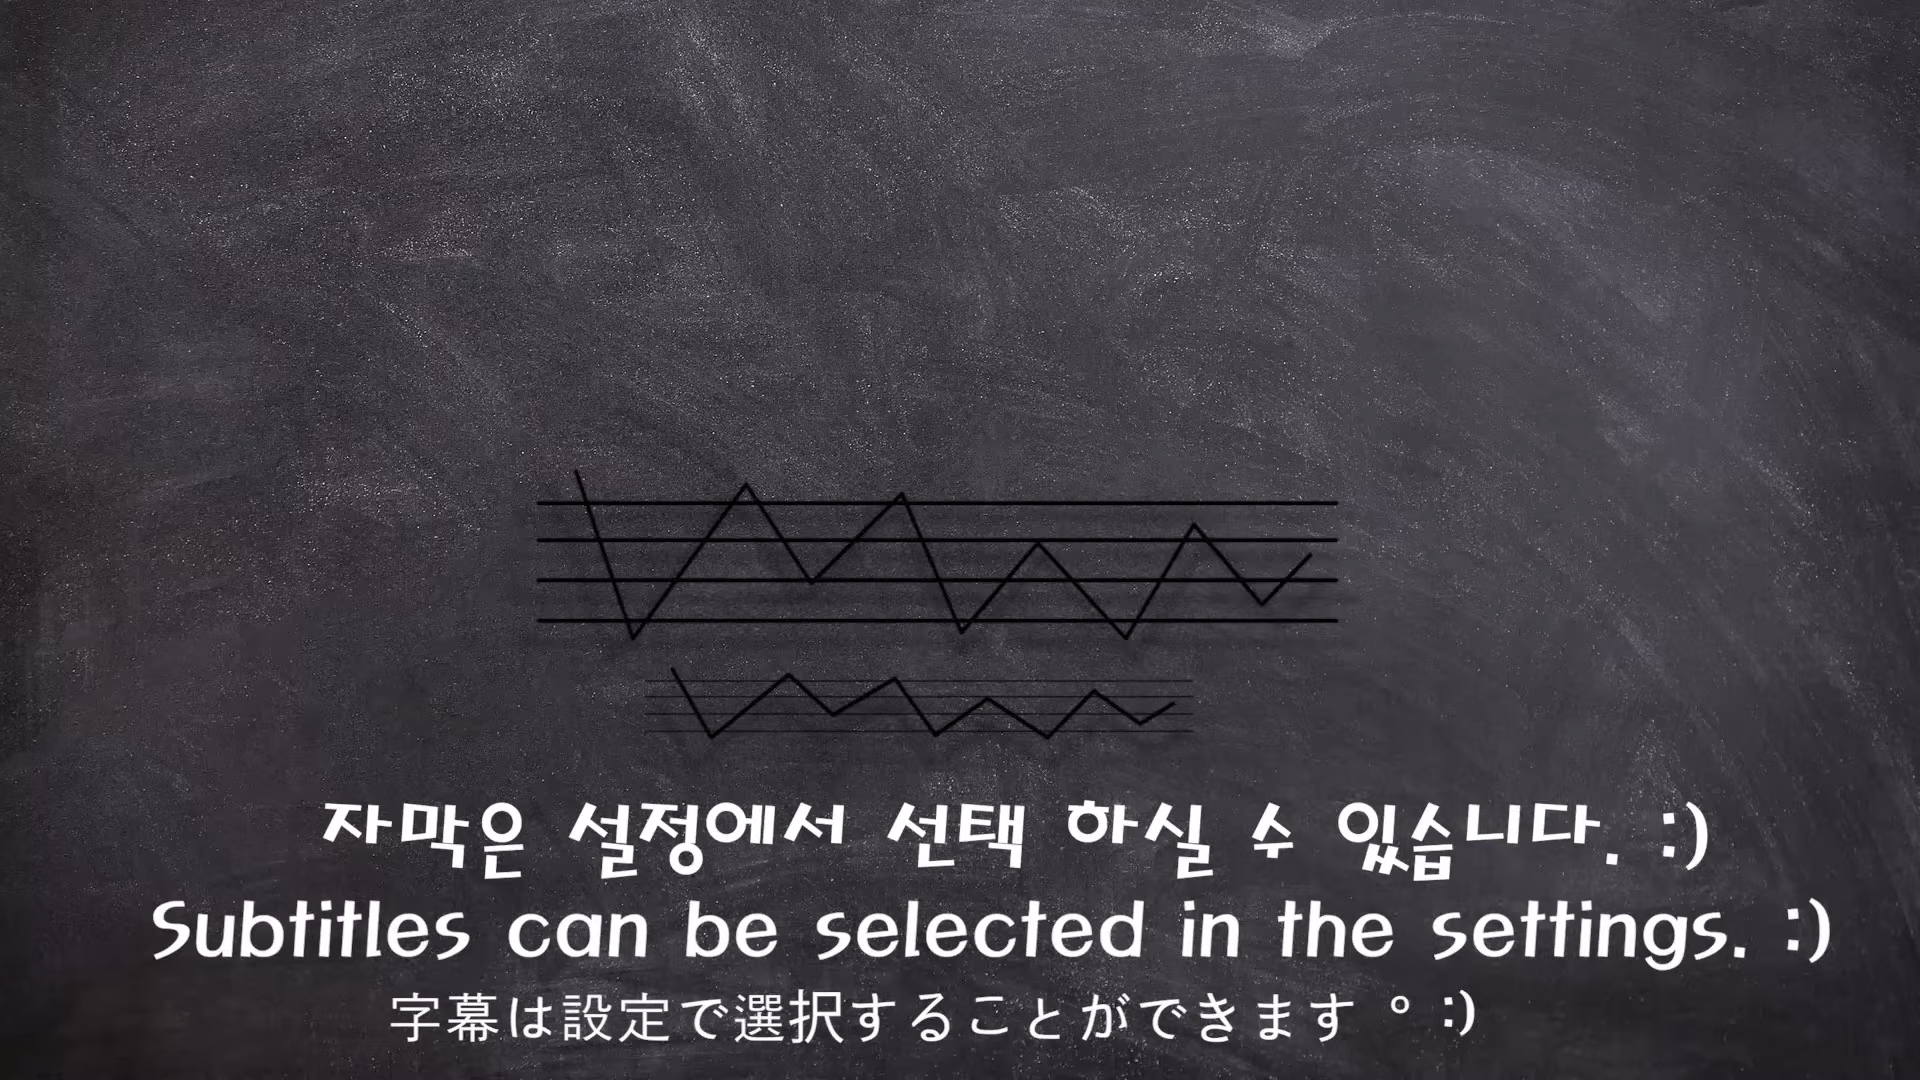 자막은 설정에서 선택 하실 수 있습니다. :)
Subtitles can be selected in the settings. :)
字幕は設定で選択することができます ° :)